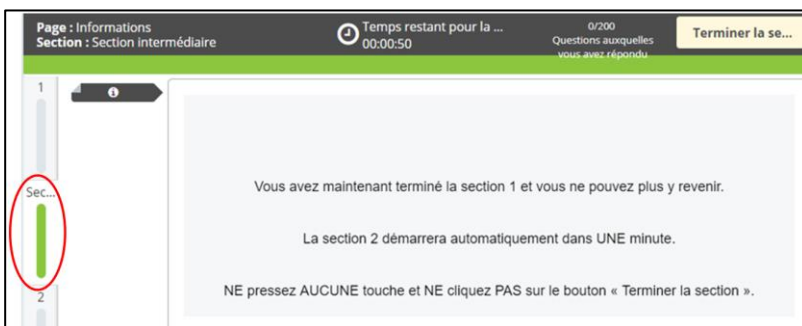 Page : Informations
Section : Section intermédiaire
Temps restant pour la ...
00:00:50
0/200
Questions auxquelles
vous avez répondu
Terminer la se...
1
Sec...
2
Vous avez maintenant terminé la section 1 et vous ne pouvez plus y revenir.
La section 2 démarrera automatiquement dans UNE minute.
NE pressez AUCUNE touche et NE cliquez PAS sur le bouton « Terminer la section ».